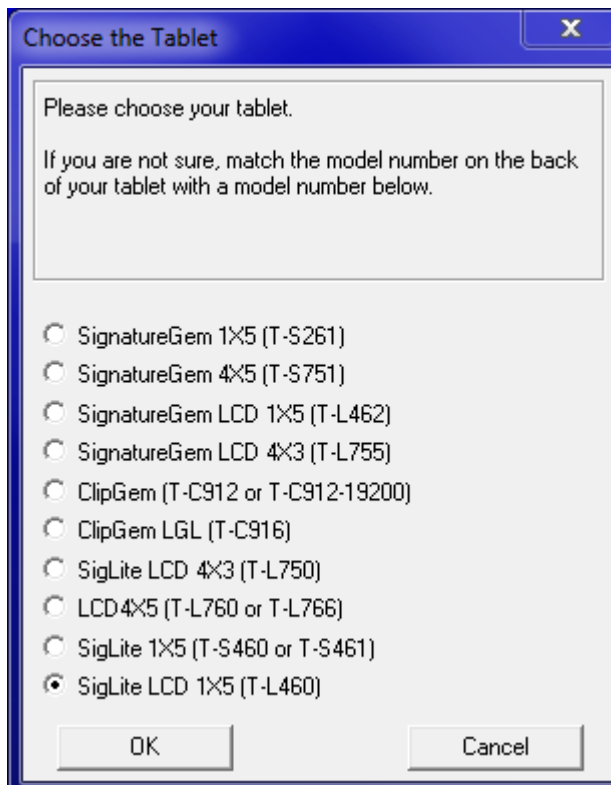 Choose the Tablet
X
Please choose your tablet.
If you are not sure, match the model number on the back
of your tablet with a model number below.
SignatureGem 1X5 (T-S261)
SignatureGem 4X5 (T-S751)
SignatureGem LCD 1X5 (T-L462)
SignatureGem LCD 4X3 (T-L755)
ClipGem (T-C912 or T-C912-19200)
ClipGem LGL (T-C916)
SigLite LCD 4X3 (T-L750)
LCD4X5 (T-L760 or T-L766)
SigLite 1X5 (T-S460 or T-S461)
SigLite LCD 1X5 (T-L460)
OK Cancel